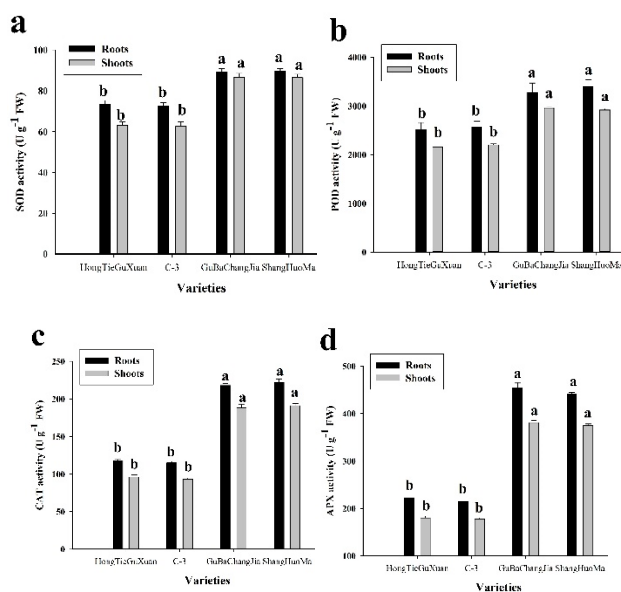 a
Roots
Shoots
SOD activity (U g⁻¹ FW)
100
80
60
40
20
0
b b b b a a a a
HongTieGuXuan C-3 GuBaChangJia ShangHuoMa
Varieties
b
Roots
Shoots
POD activity (U g⁻¹ FW)
4000
3000
2000
1000
0
b b b b a a a a
HongTieGuXuan C-3 GuBaChangJia ShangHuoMa
Varieties
c
Roots
Shoots
CAT activity (U g⁻¹ FW)
250
200
150
100
50
0
b b b b a a a a
HongTieGuXuan C-3 GuBaChangJia ShangHuoMa
Varieties
d
Roots
Shoots
APX activity (U g⁻¹ FW)
500
400
300
200
100
b b b b a a a a
HongTieGuXuan C-3 GuBaChangJia ShangHuoMa
Varieties